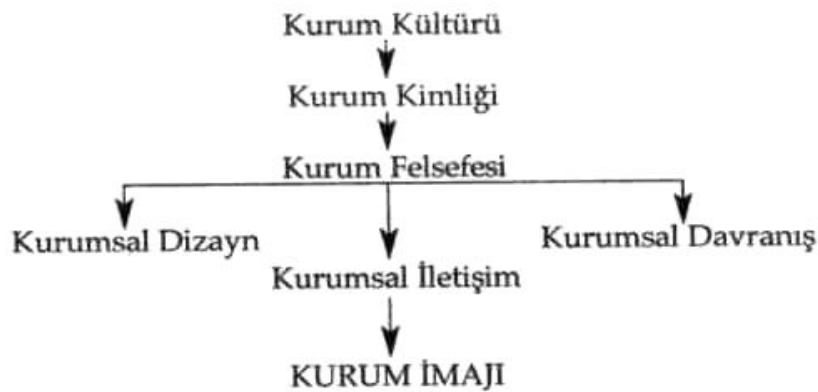 Kurum Kültürü
Kurum Kimliği
Kurum Felsefesi
Kurumsal Dizayn
Kurumsal Davranış
Kurumsal İletişim
KURUM İMAJI